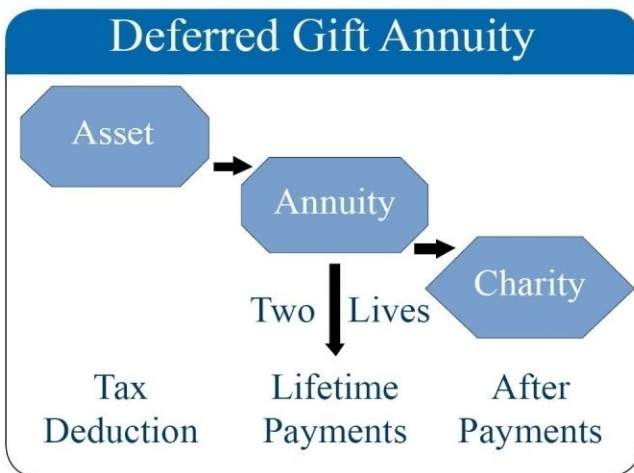 Deferred Gift Annuity
Asset
Annuity
Charity
Two Lives
Tax
Deduction
Lifetime
Payments
After
Payments